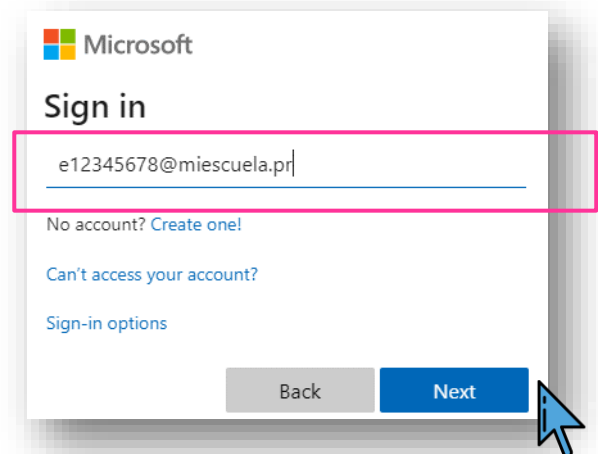 Microsoft
Sign in
e12345678@miescuela.pr
No account? Create one!
Can't access your account?
Sign-in options
Back
Next